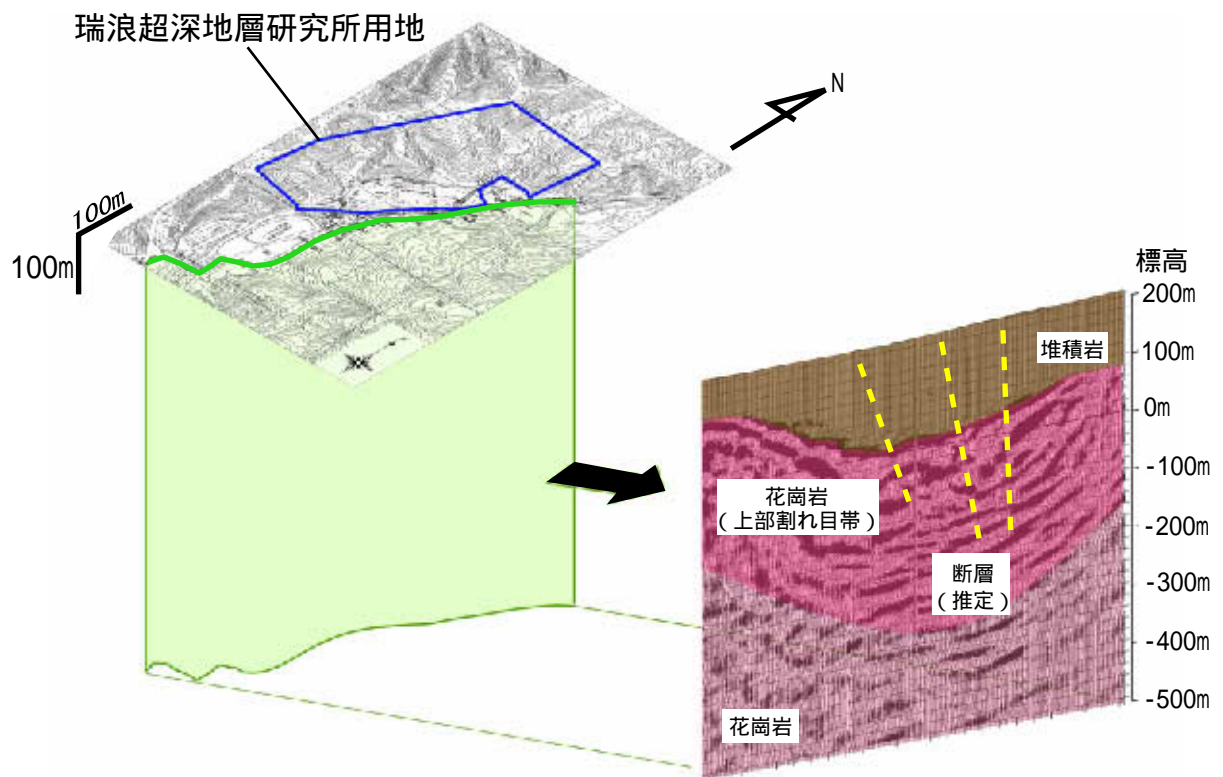 瑞浪超深地層研究所用地
N
100m
100m
標高
200m
100m
0m
-100m
-200m
-300m
-400m
-500m
堆積岩
花崗岩
（上部割れ目帯）
断層
（推定）
花崗岩